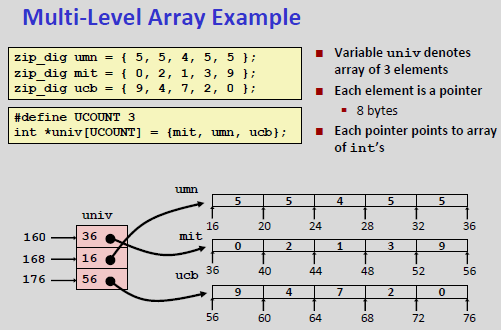 Multi-Level Array Example
zip_dig umn = { 5, 5, 4, 5, 5 };
zip_dig mit = { 0, 2, 1, 3, 9 };
zip_dig ucb = { 9, 4, 7, 2, 0 };
#define UCOUNT 3
int *univ[UCOUNT] = {mit, umn, ucb};
Variable univ denotes
array of 3 elements
Each element is a pointer
8 bytes
Each pointer points to array
of int's
umn
5 5 4 5 5
16 20 24 28 32 36
univ
160 36
168 16
176 56
mit
0 2 1 3 9
36 40 44 48 52 56
ucb
9 4 7 2 0
56 60 64 68 72 76